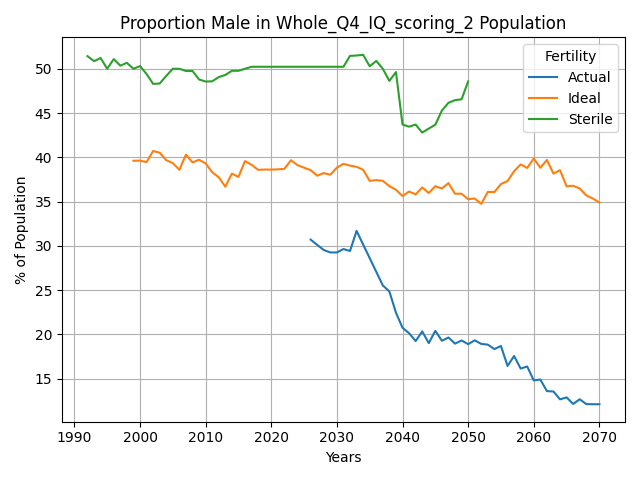 Proportion Male in Whole_Q4_IQ_scoring_2 Population
Fertility
Actual
Ideal
Sterile
% of Population
50
45
40
35
30
25
20
15
1990 2000 2010 2020 2030 2040 2050 2060 2070
Years